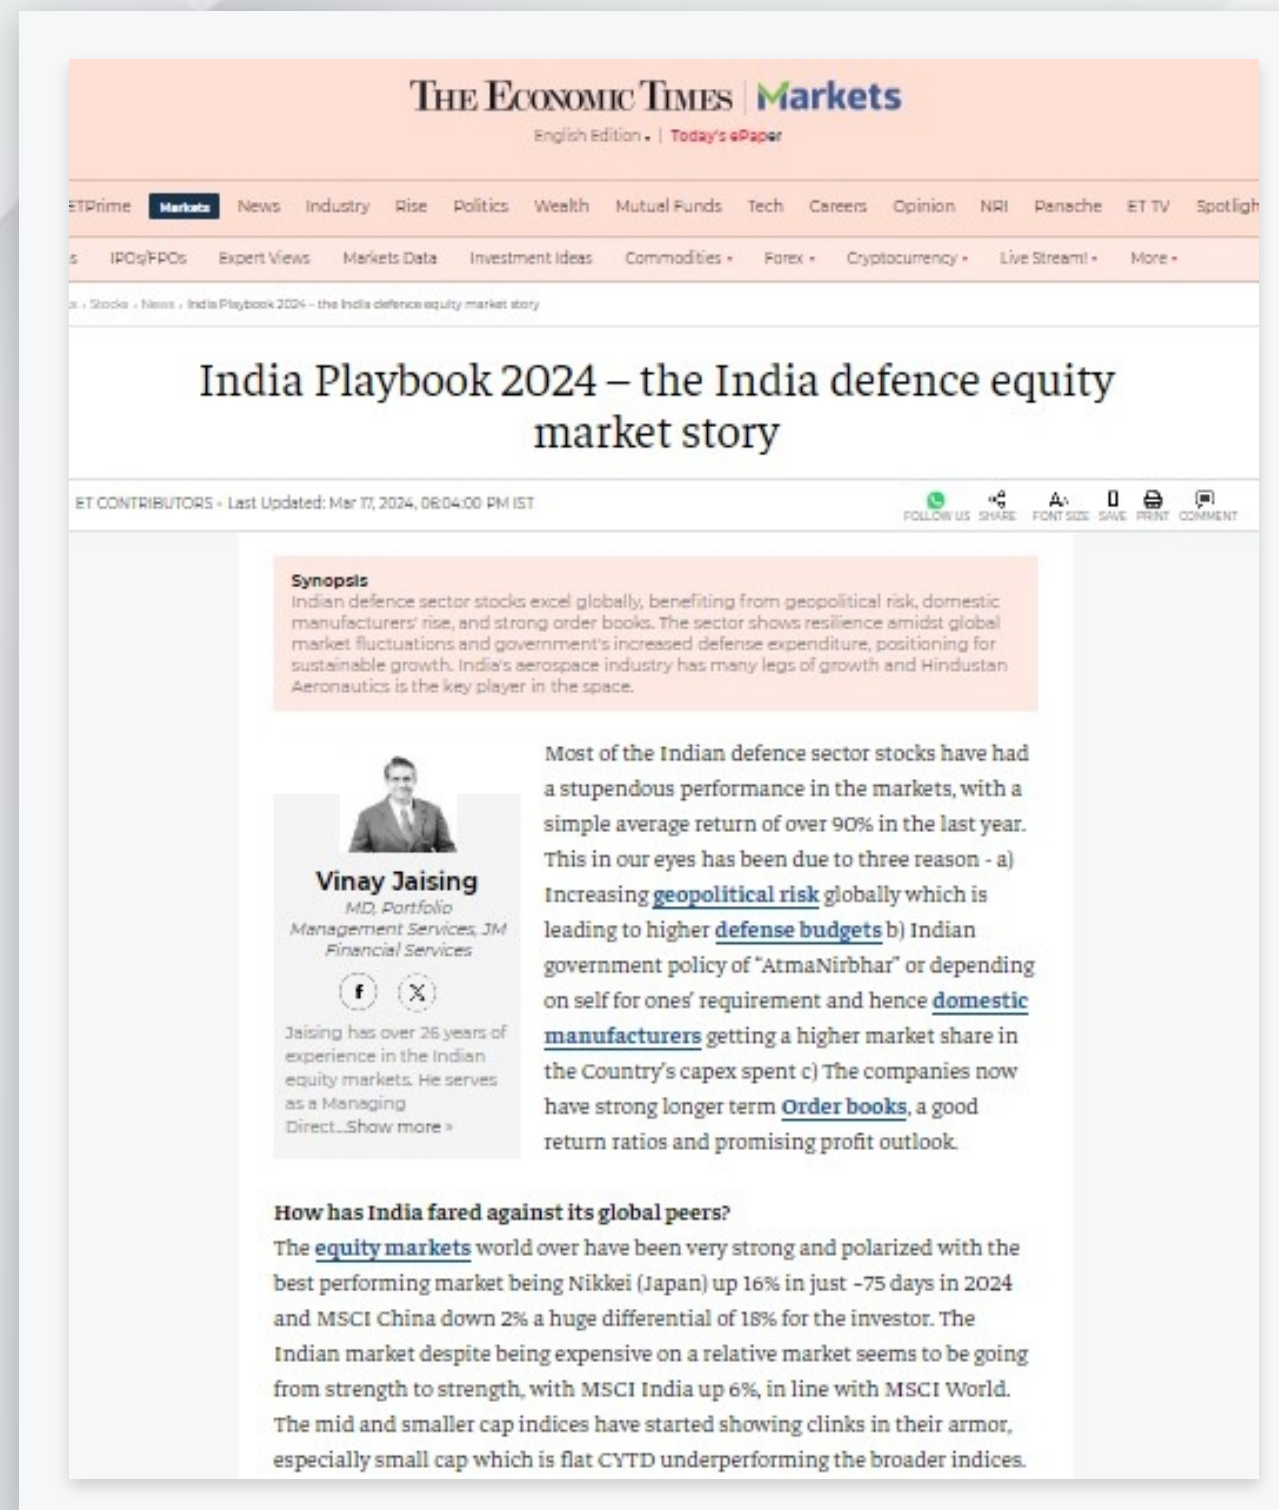 THE ECONOMIC TIMES | Markets
English Edition | Today's ePaper
ETPrime Markets News Industry Rise Politics Wealth Mutual Funds Tech Careers Opinion NRI Panache ET TV Spotligh
s IPOs/FPOs Expert Views Markets Data Investment Ideas Commodities Forex Cryptocurrency Live Stream! More
Stocks › News › India Playbook 2024 – the India defence equity market story
India Playbook 2024 – the India defence equity
market story
ET CONTRIBUTORS • Last Updated: Mar 17, 2024, 06:04:00 PM IST
FOLLOW US SHARE FONT SIZE SAVE PRINT COMMENT
Synopsis
Indian defence sector stocks excel globally, benefiting from geopolitical risk, domestic
manufacturers' rise, and strong order books. The sector shows resilience amidst global
market fluctuations and government's increased defense expenditure, positioning for
sustainable growth. India's aerospace industry has many legs of growth and Hindustan
Aeronautics is the key player in the space.
Vinay Jaising
MD, Portfolio
Management Services, JM
Financial Services
Jaising has over 26 years of
experience in the Indian
equity markets. He serves
as a Managing
Direct...Show more »
Most of the Indian defence sector stocks have had
a stupendous performance in the markets, with a
simple average return of over 90% in the last year.
This in our eyes has been due to three reason - a)
Increasing geopolitical risk globally which is
leading to higher defense budgets b) Indian
government policy of “AtmaNirbhar” or depending
on self for ones’ requirement and hence domestic
manufacturers getting a higher market share in
the Country’s capex spent c) The companies now
have strong longer term Order books, a good
return ratios and promising profit outlook.
How has India fared against its global peers?
The equity markets world over have been very strong and polarized with the
best performing market being Nikkei (Japan) up 16% in just ~75 days in 2024
and MSCI China down 2% a huge differential of 18% for the investor. The
Indian market despite being expensive on a relative market seems to be going
from strength to strength, with MSCI India up 6%, in line with MSCI World.
The mid and smaller cap indices have started showing clinks in their armor,
especially small cap which is flat CYTD underperforming the broader indices.